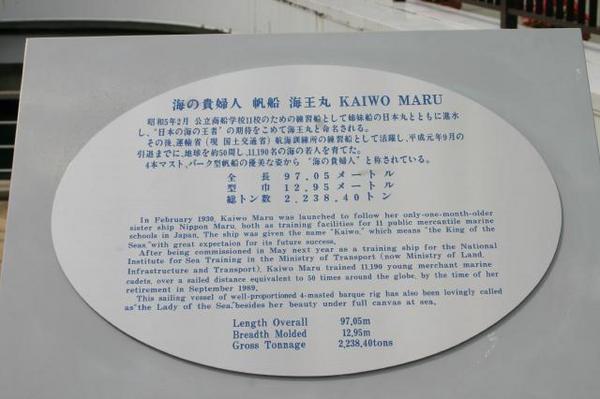 海の貴婦人 帆船 海王丸 KAIWO MARU
昭和5年2月 公立商船学校11校のための練習船として姉妹船の日本丸とともに進水
し、"日本の海の王者"の期待をこめて海王丸と命名される。
その後、運輸省（現 国土交通省）航海訓練所の練習船として活躍し、平成元年9月の
引退までに、地球を約50周し、11,190名の海の若人を育てた。
4本マスト、バーク型帆船の優美な姿から "海の貴婦人" と称されている。
全 長 97.05 メートル
型 巾 12.95 メートル
総トン数 2,238.40 トン
In February 1930, Kaiwo Maru was launched to follow her only-one-month-older
sister ship Nippon Maru, both as training facilities for 11 public mercantile marine
schools in Japan. The ship was given the name "Kaiwo," which means "the King of the
Seas,"with great expectaion for its future success.
After being commissioned in May next year as a training ship for the National
Institute for Sea Training in the Ministry of Transport (now Ministry of Land,
Infrastructure and Transport), Kaiwo Maru trained 11,190 young merchant marine
cadets, over a sailed distance equivalent to 50 times around the globe, by the time of her
retirement in September 1989.
This sailing vessel of well-proportioned 4-masted barque rig has also been lovingly called
as"the Lady of the Sea,"besides her beauty under full canvas at sea.
Length Overall 97,05m
Breadth Molded 12,95m
Gross Tonnage 2,238,40tons